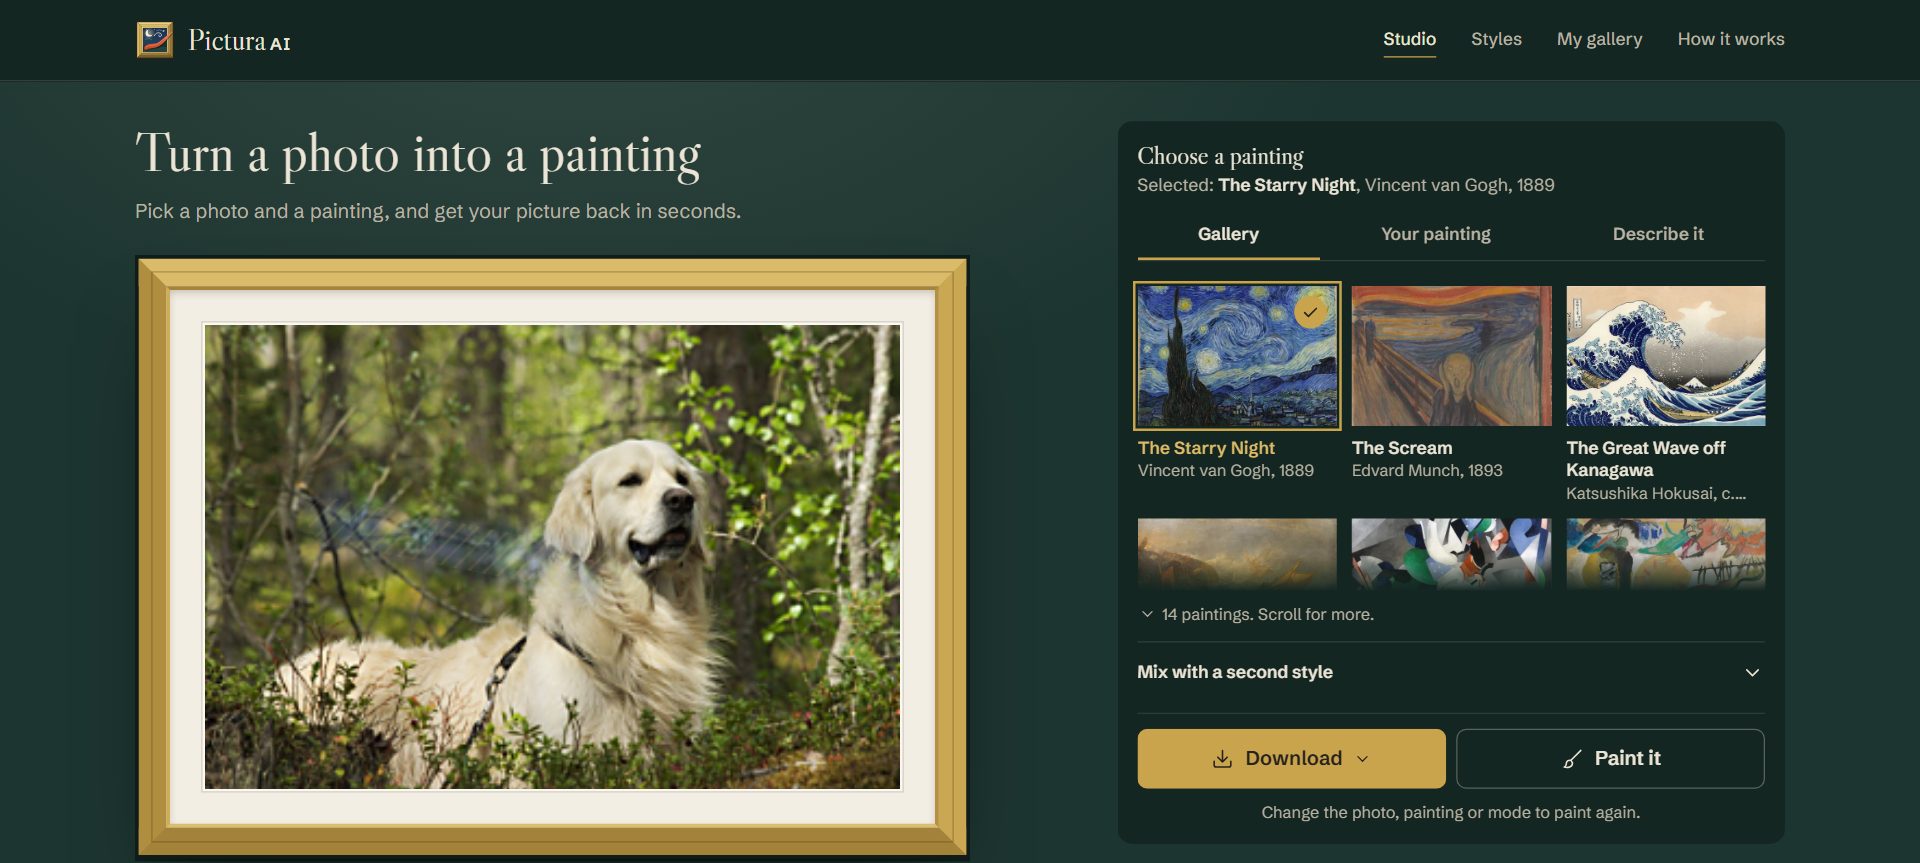 Pictura AI
Studio
Styles
My gallery
How it works
Turn a photo into a painting
Pick a photo and a painting, and get your picture back in seconds.
Choose a painting
Selected: The Starry Night, Vincent van Gogh, 1889
Gallery
Your painting
Describe it
The Starry Night
Vincent van Gogh, 1889
The Scream
Edvard Munch, 1893
The Great Wave off
Kanagawa
Katsushika Hokusai, c....
14 paintings. Scroll for more.
Mix with a second style
Download
Paint it
Change the photo, painting or mode to paint again.